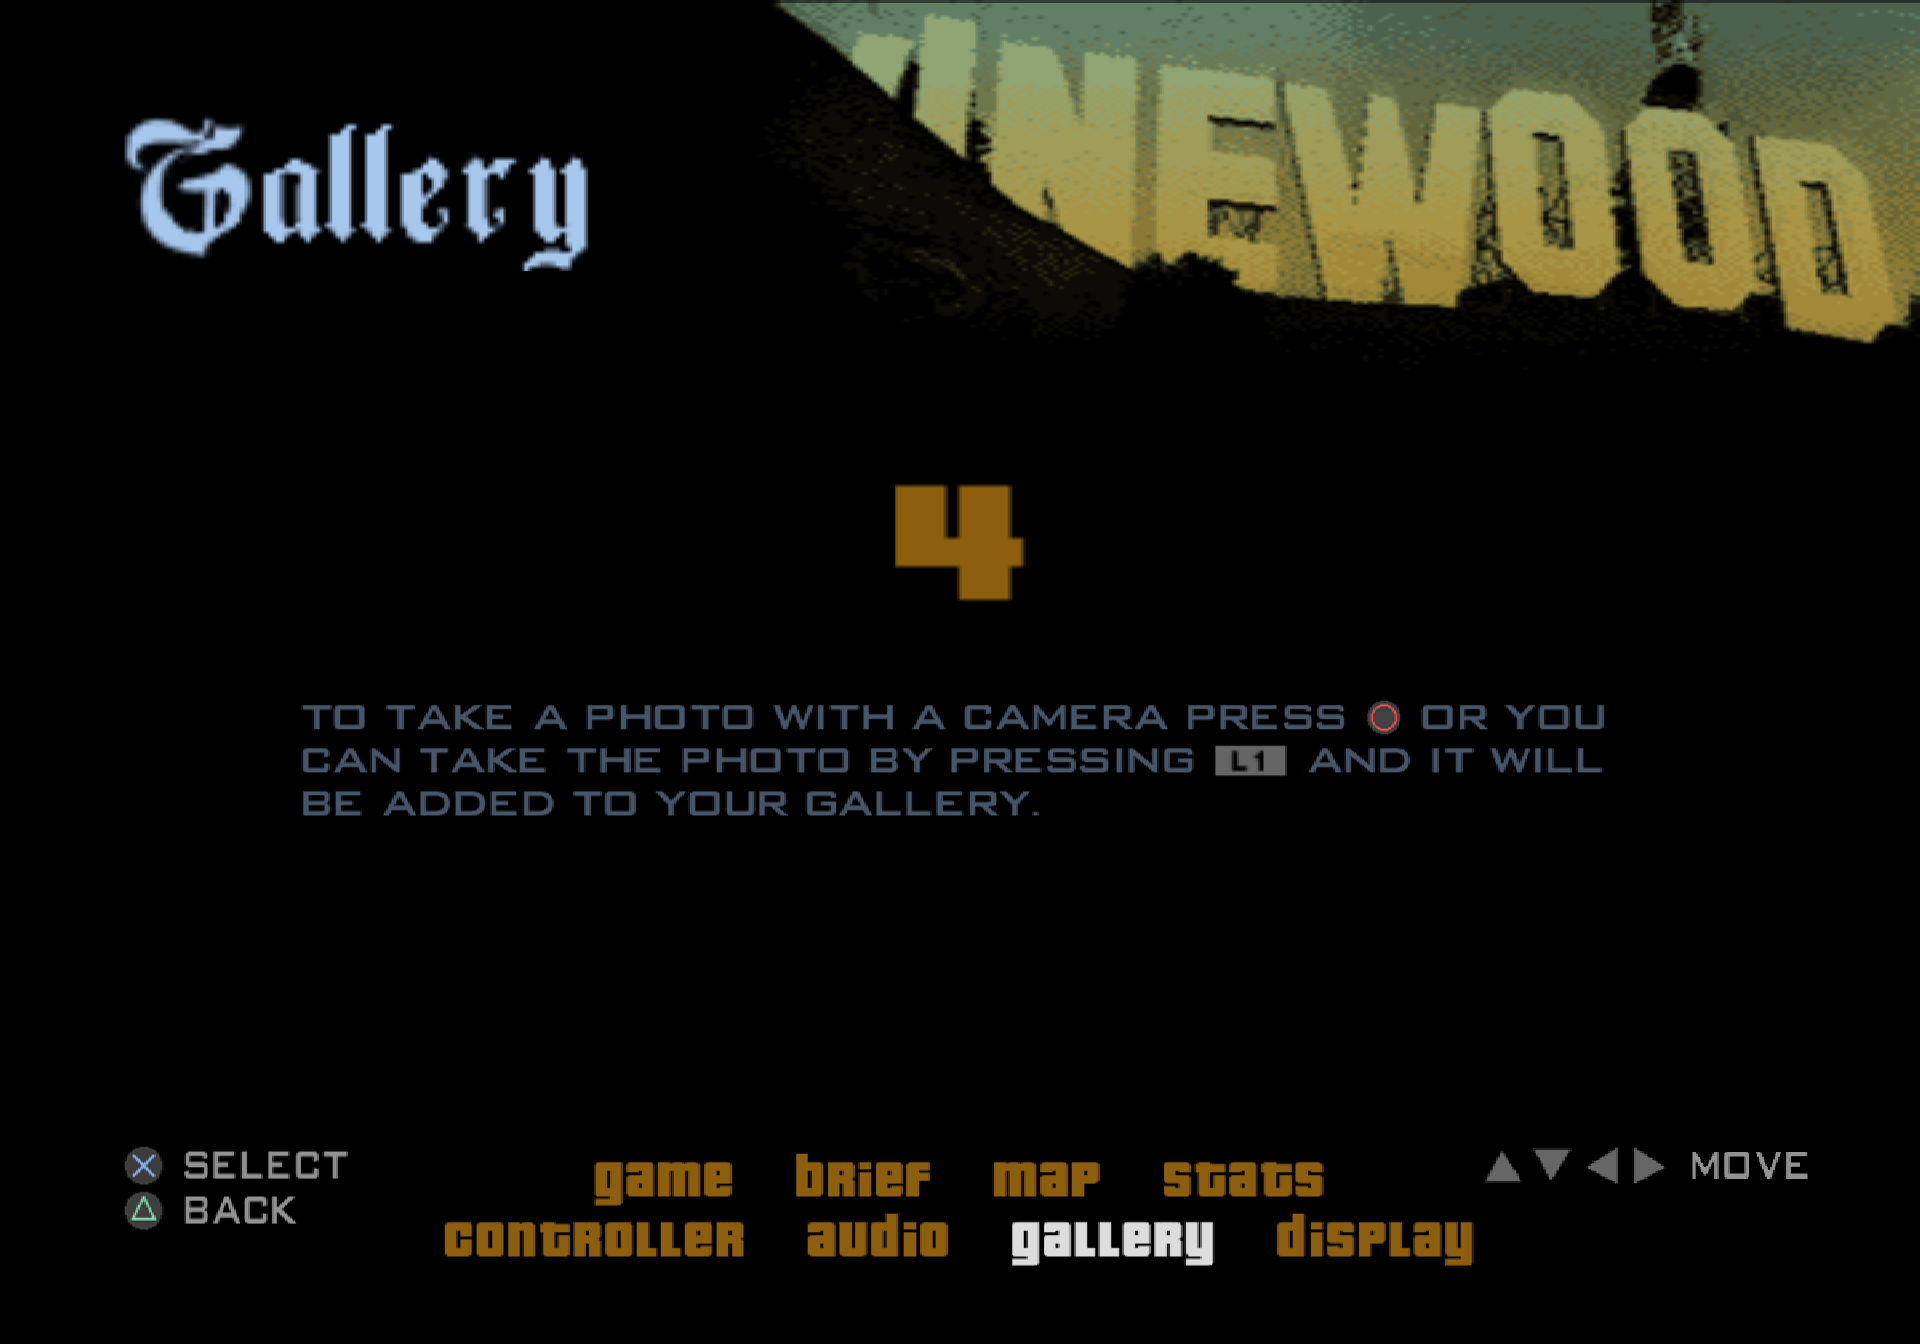 Gallery
INEWOOD
4
TO TAKE A PHOTO WITH A CAMERA PRESS OR YOU
CAN TAKE THE PHOTO BY PRESSING L1 AND IT WILL
BE ADDED TO YOUR GALLERY.
SELECT
BACK
game brief map stats
controller audio gallery display
MOVE